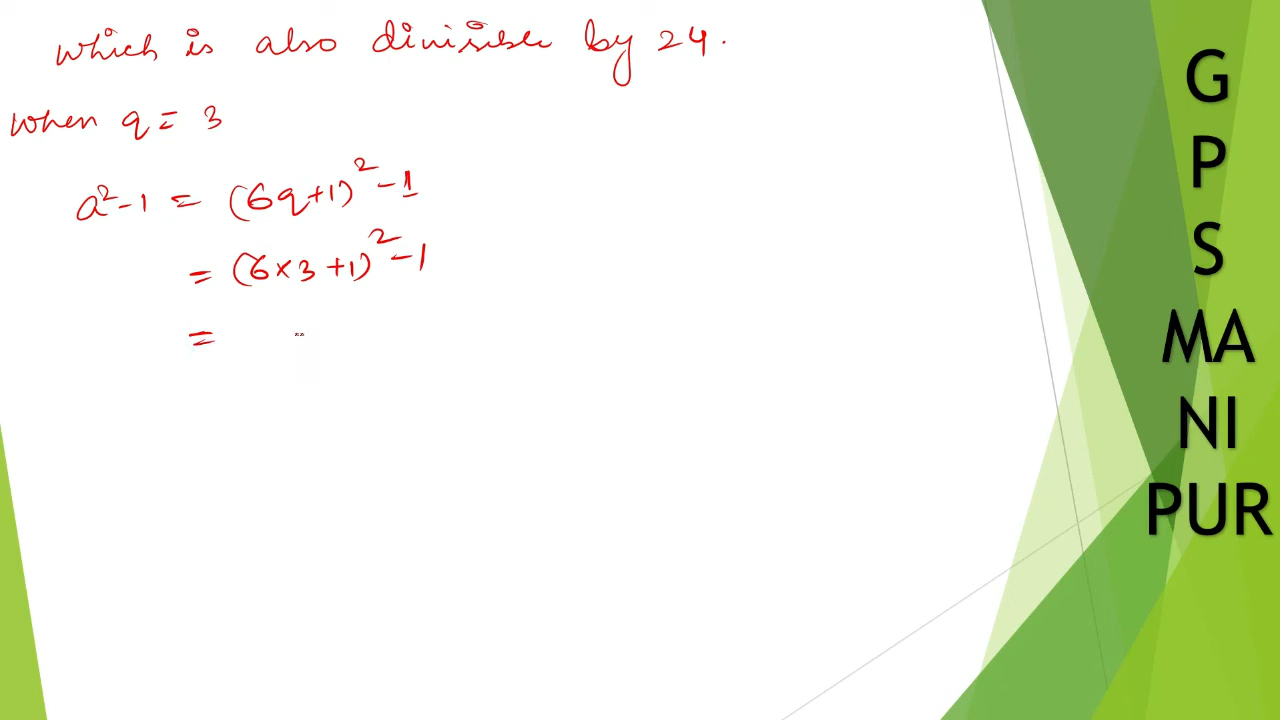 which is also divisible by 24.
When q = 3
a²-1 = (6q+1)²-1
= (6×3+1)²-1
=
G
P
S
MA
NI
PUR